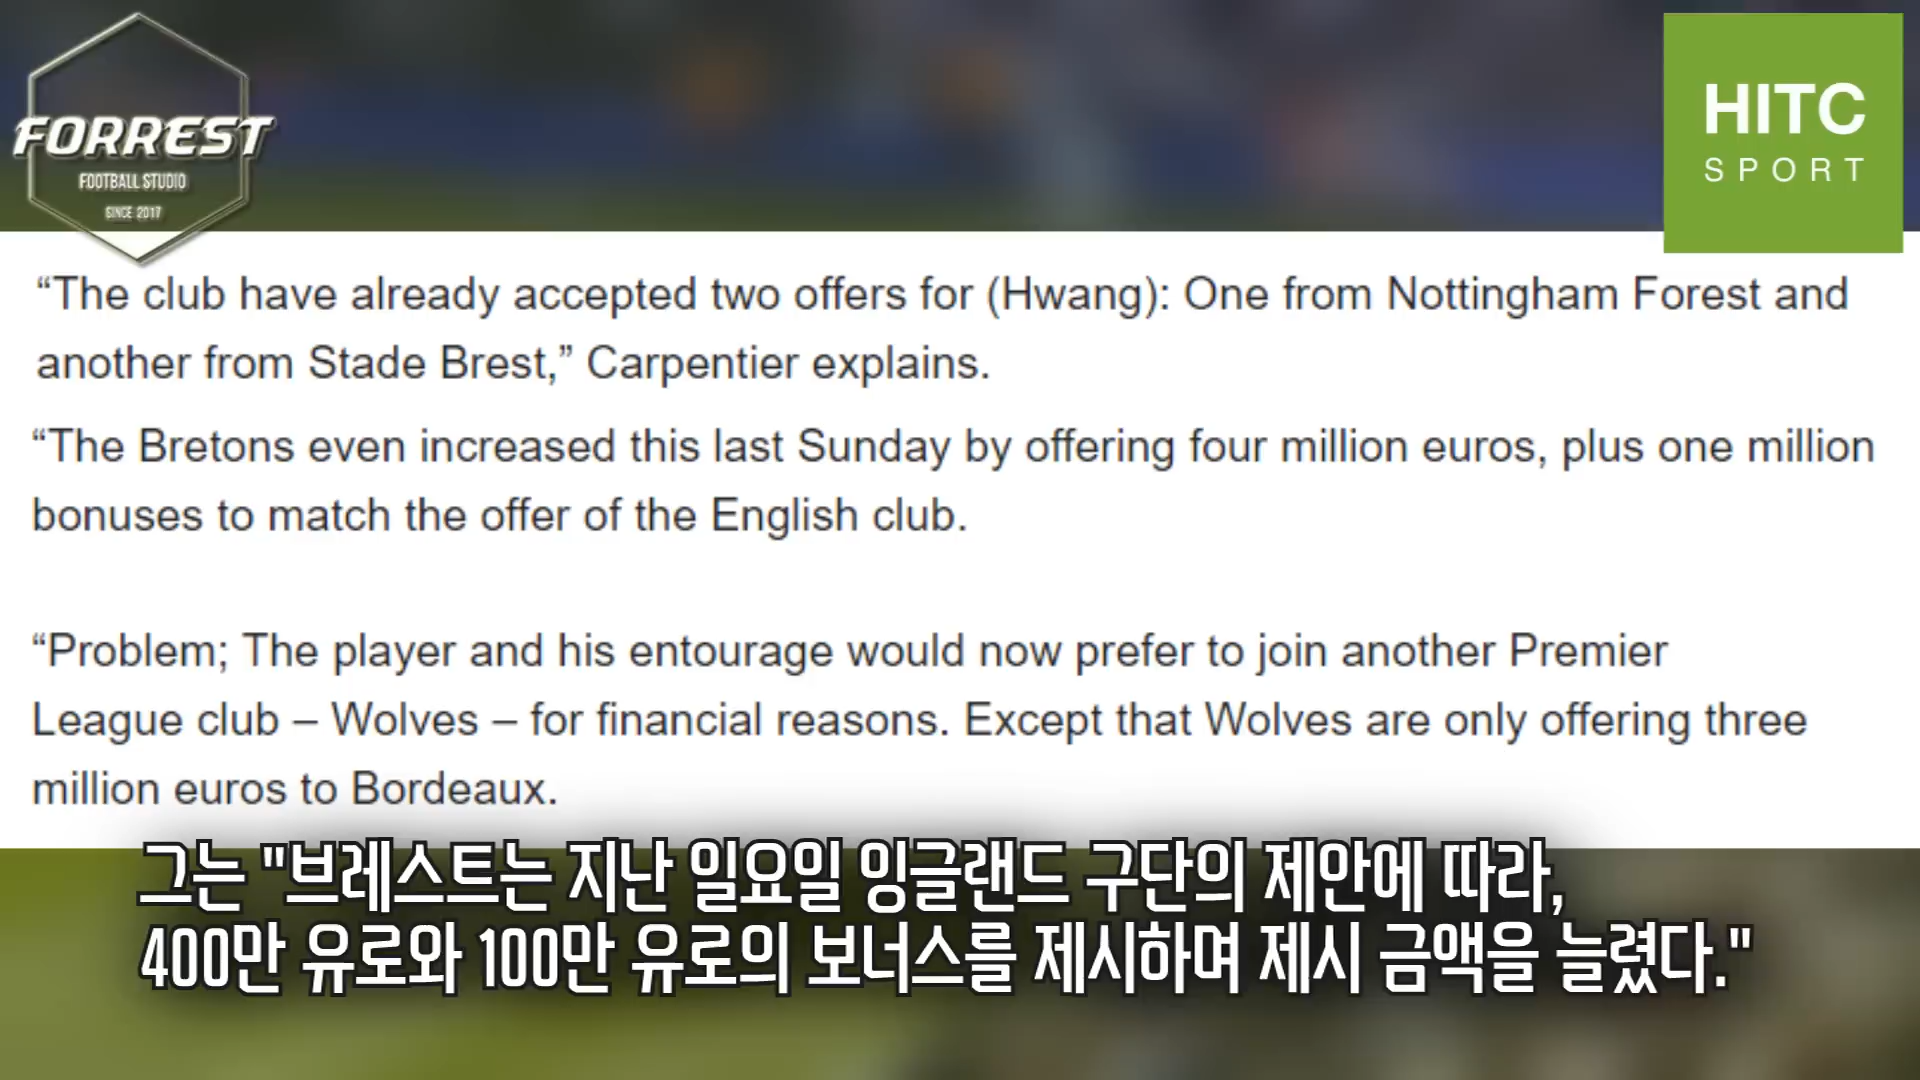 FORREST
FOOTBALL STUDIO
SINCE 2017
HITC
SPORT
“The club have already accepted two offers for (Hwang): One from Nottingham Forest and
another from Stade Brest,” Carpentier explains.
“The Bretons even increased this last Sunday by offering four million euros, plus one million
bonuses to match the offer of the English club.
“Problem; The player and his entourage would now prefer to join another Premier
League club – Wolves – for financial reasons. Except that Wolves are only offering three
million euros to Bordeaux.
그는 "브레스트는 지난 일요일 잉글랜드 구단의 제안에 따라,
400만 유로와 100만 유로의 보너스를 제시하며 제시 금액을 늘렸다."